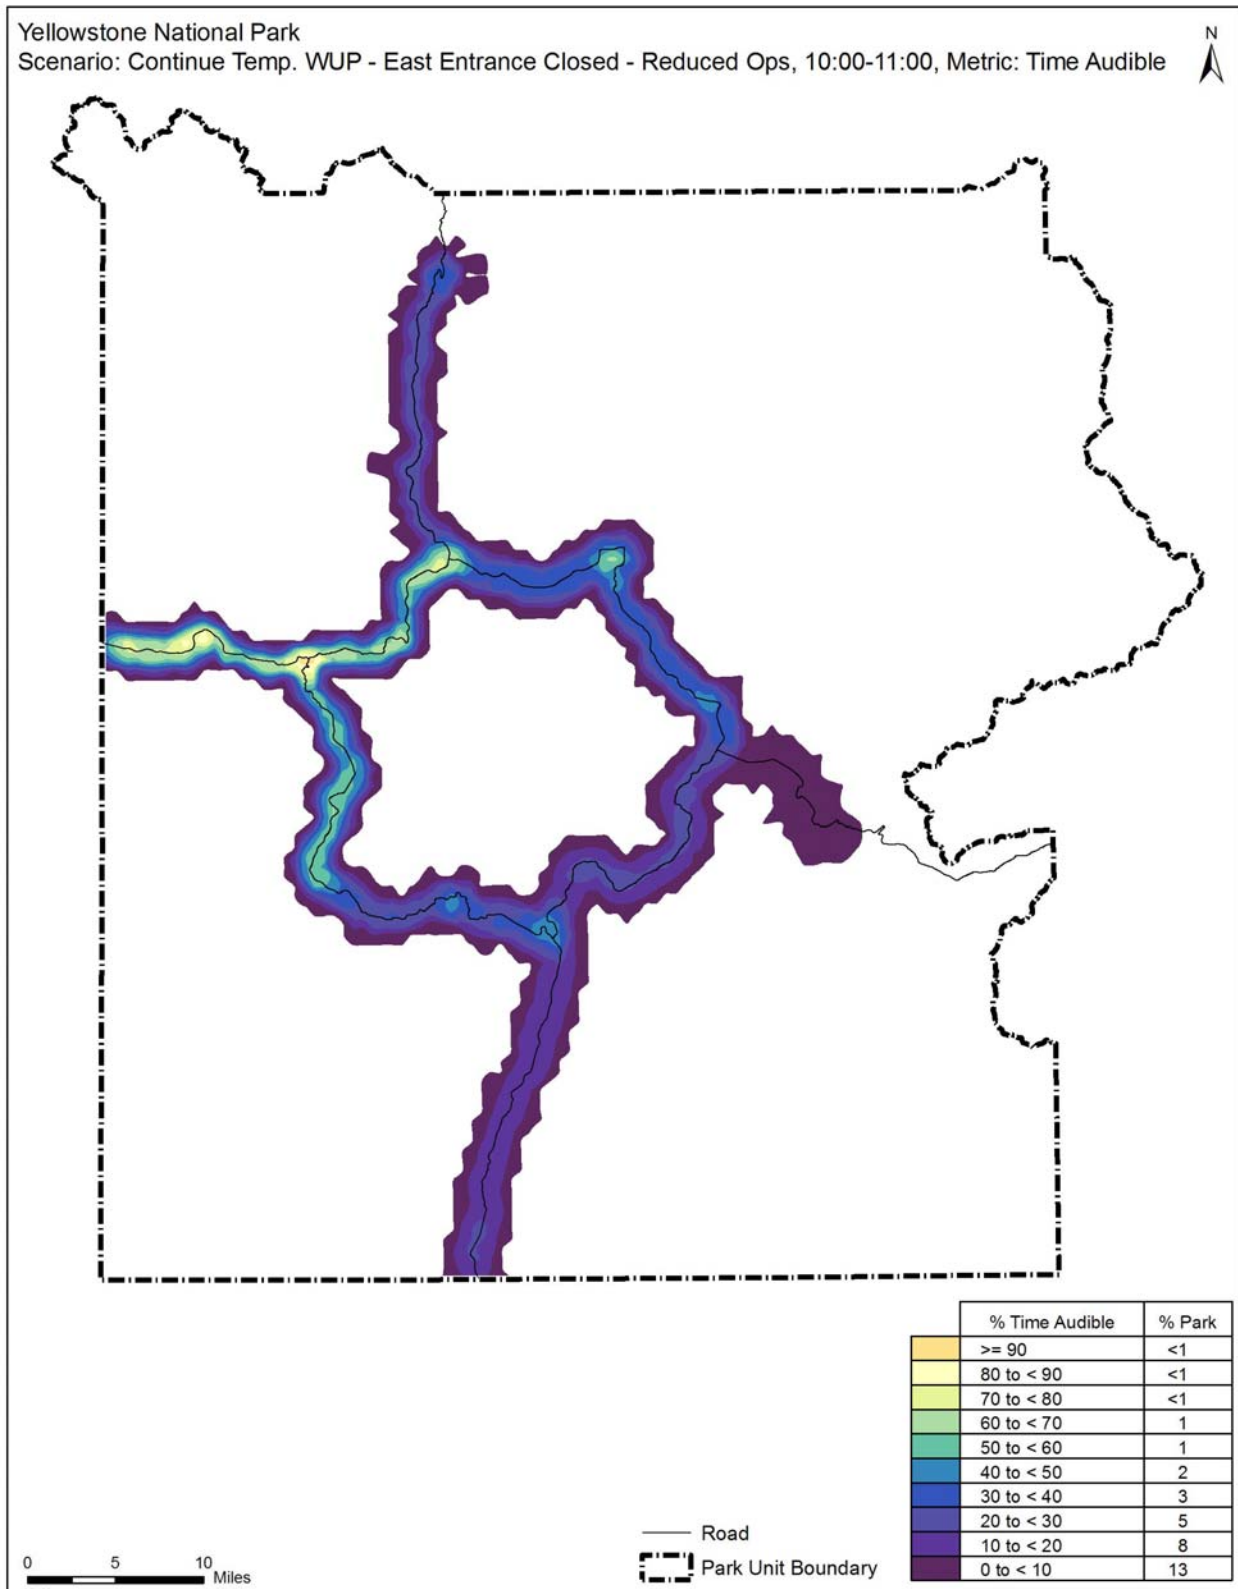 Yellowstone National Park
Scenario: Continue Temp. WUP - East Entrance Closed - Reduced Ops, 10:00-11:00, Metric: Time Audible
N
% Time Audible % Park
>= 90 <1
80 to < 90 <1
70 to < 80 <1
60 to < 70 1
50 to < 60 1
40 to < 50 2
30 to < 40 3
20 to < 30 5
10 to < 20 8
0 to < 10 13
Road
Park Unit Boundary
0 5 10
Miles